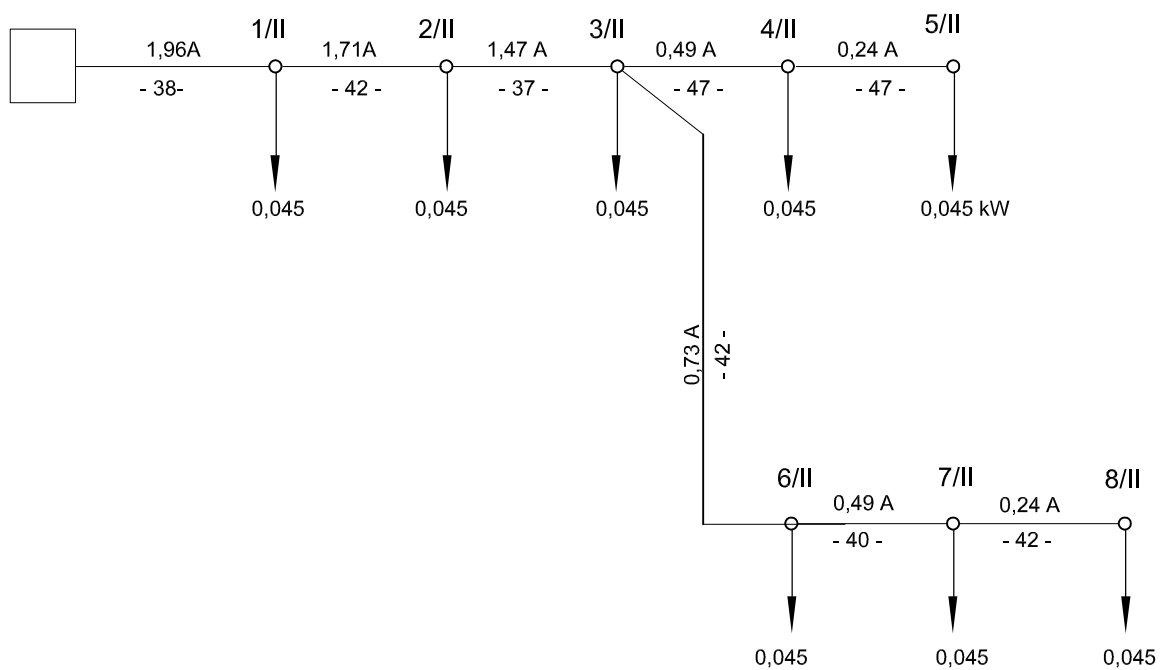 1/II 2/II 3/II 4/II 5/II
1,96A 1,71A 1,47 A 0,49 A 0,24 A
- 38- - 42 - - 37 - - 47 - - 47 -
0,045 0,045 0,045 0,045 0,045 kW
0,73 A
- 42 -
6/II 7/II 8/II
0,49 A 0,24 A
- 40 - - 42 -
0,045 0,045 0,045